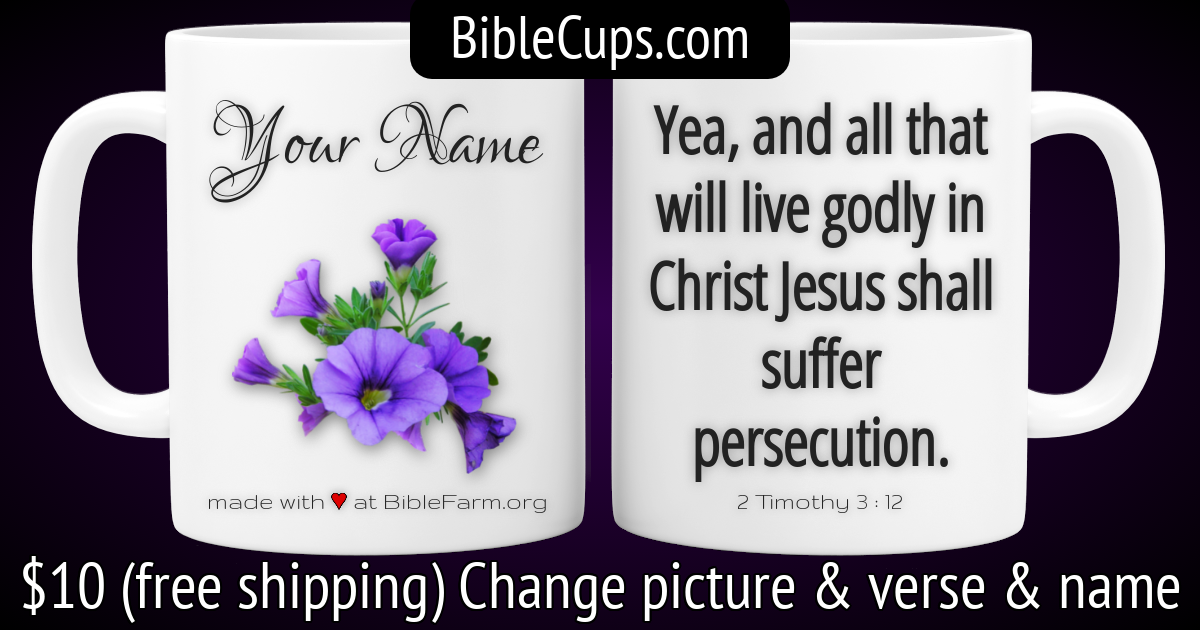 BibleCups.com
Your Name
made with ♥ at BibleFarm.org
Yea, and all that
will live godly in
Christ Jesus shall
suffer
persecution.
2 Timothy 3 : 12
$10 (free shipping) Change picture & verse & name